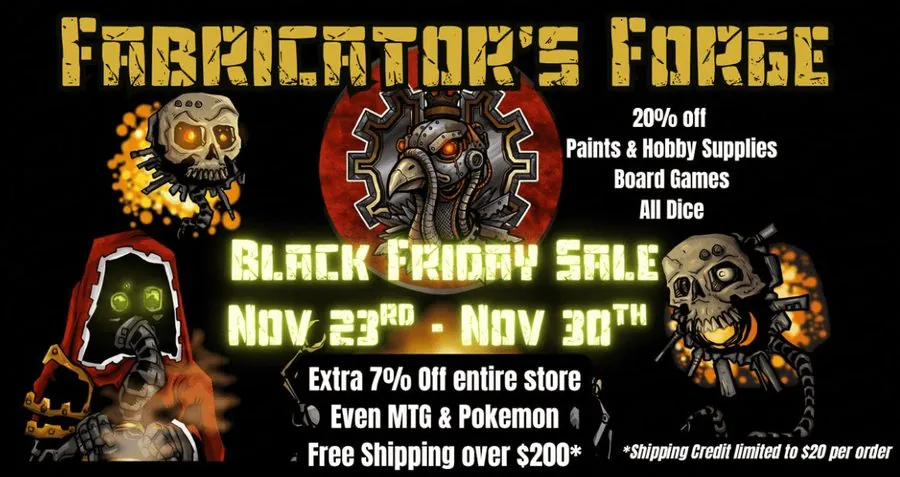 Fabricator's Forge
20% off
Paints & Hobby Supplies
Board Games
All Dice
Black Friday Sale
Nov 23rd - Nov 30th
Extra 7% Off entire store
Even MTG & Pokemon
Free Shipping over $200*
*Shipping Credit limited to $20 per order